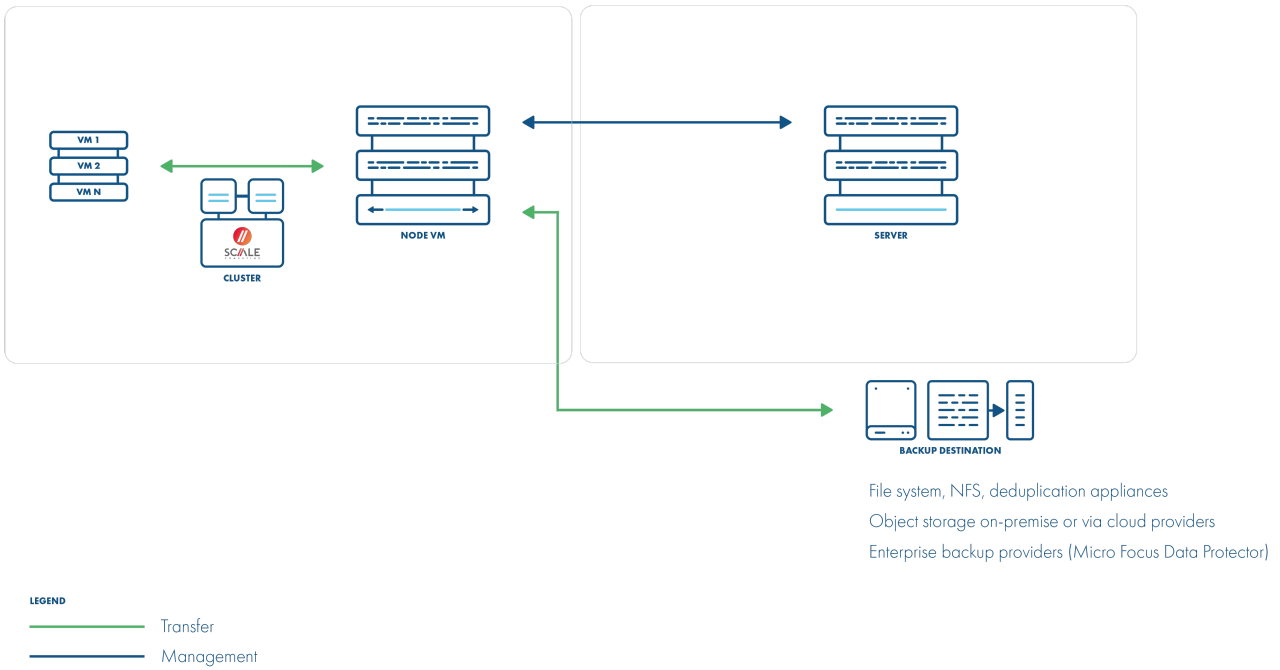 VM 1
VM 2
VM N
SCALE
COMPUTING
CLUSTER
NODE VM
SERVER
BACKUP DESTINATION
File system, NFS, deduplication appliances
Object storage on-premise or via cloud providers
Enterprise backup providers (Micro Focus Data Protector)
LEGEND
Transfer
Management